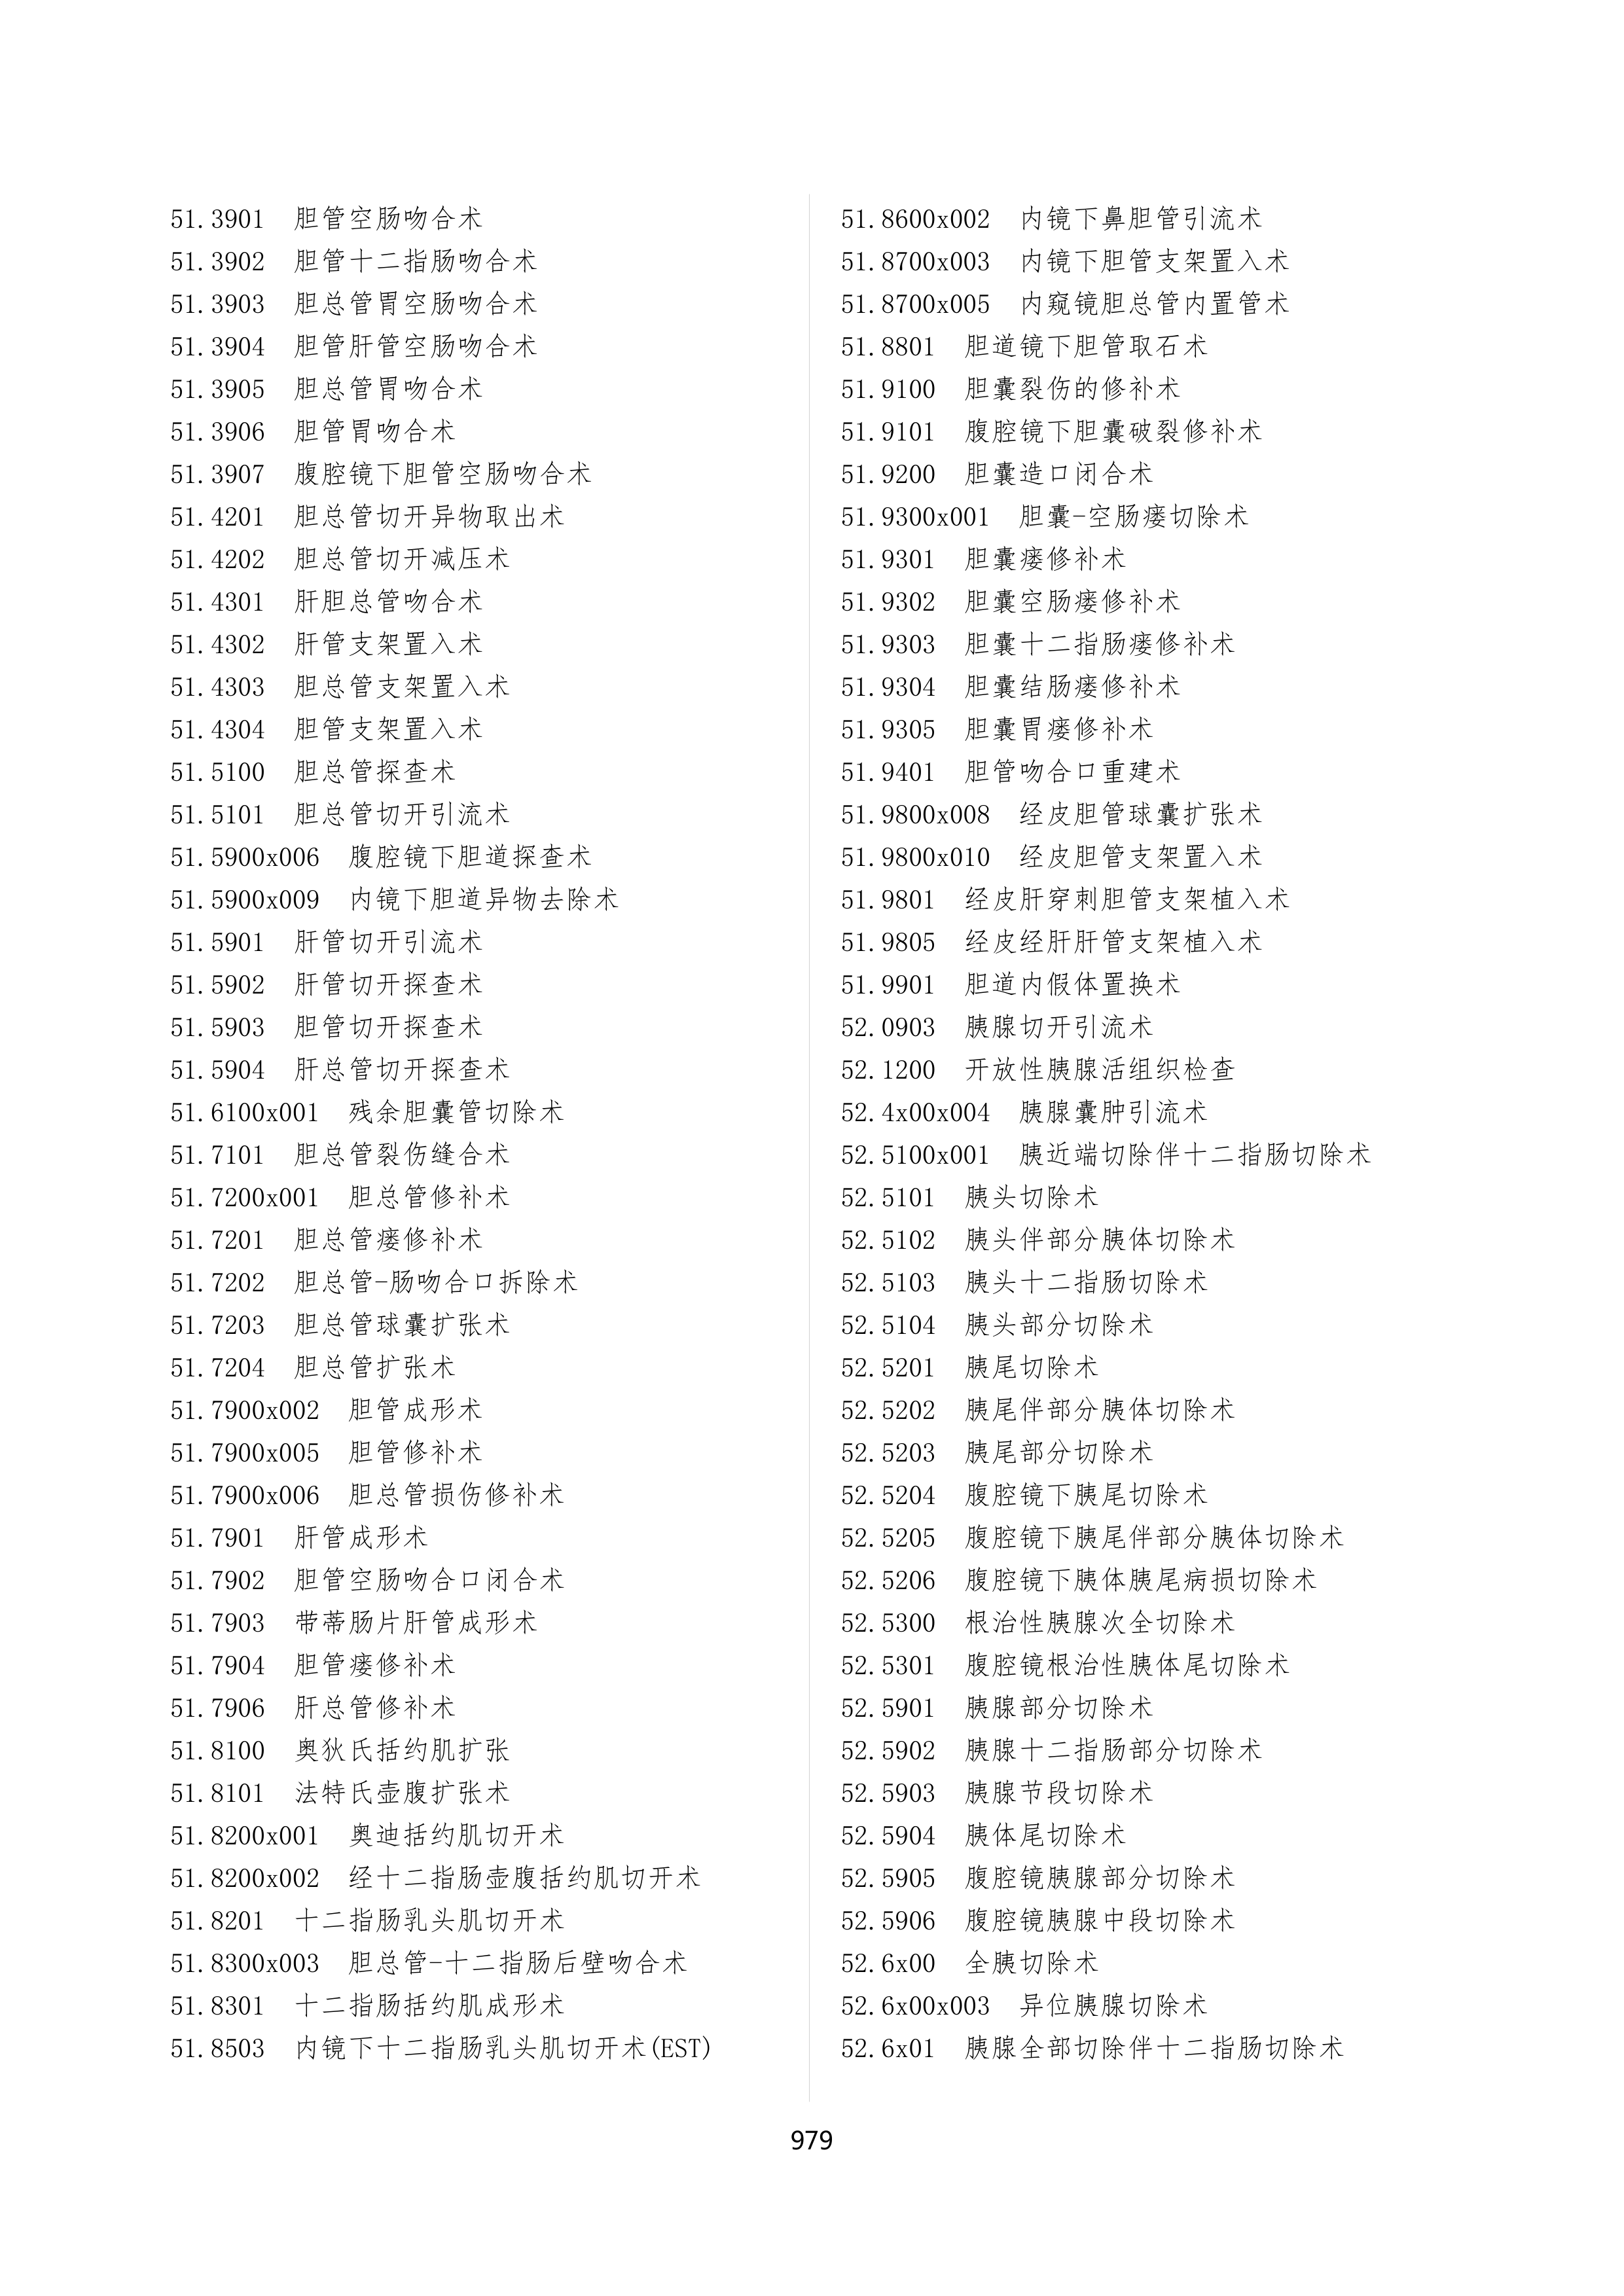 51.3901 胆管空肠吻合术
51.3902 胆管十二指肠吻合术
51.3903 胆总管胃空肠吻合术
51.3904 胆管肝管空肠吻合术
51.3905 胆总管胃吻合术
51.3906 胆管胃吻合术
51.3907 腹腔镜下胆管空肠吻合术
51.4201 胆总管切开异物取出术
51.4202 胆总管切开减压术
51.4301 肝胆总管吻合术
51.4302 肝管支架置入术
51.4303 胆总管支架置入术
51.4304 胆管支架置入术
51.5100 胆总管探查术
51.5101 胆总管切开引流术
51.5900x006 腹腔镜下胆道探查术
51.5900x009 内镜下胆道异物去除术
51.5901 肝管切开引流术
51.5902 肝管切开探查术
51.5903 胆管切开探查术
51.5904 肝总管切开探查术
51.6100x001 残余胆囊管切除术
51.7101 胆总管裂伤缝合术
51.7200x001 胆总管修补术
51.7201 胆总管瘘修补术
51.7202 胆总管-肠吻合口拆除术
51.7203 胆总管球囊扩张术
51.7204 胆总管扩张术
51.7900x002 胆管成形术
51.7900x005 胆管修补术
51.7900x006 胆总管损伤修补术
51.7901 肝管成形术
51.7902 胆管空肠吻合口闭合术
51.7903 带蒂肠片肝管成形术
51.7904 胆管瘘修补术
51.7906 肝总管修补术
51.8100 奥狄氏括约肌扩张
51.8101 法特氏壶腹扩张术
51.8200x001 奥迪括约肌切开术
51.8200x002 经十二指肠壶腹括约肌切开术
51.8201 十二指肠乳头肌切开术
51.8300x003 胆总管-十二指肠后壁吻合术
51.8301 十二指肠括约肌成形术
51.8503 内镜下十二指肠乳头肌切开术(EST)
51.8600x002 内镜下鼻胆管引流术
51.8700x003 内镜下胆管支架置入术
51.8700x005 内窥镜胆总管内置管术
51.8801 胆道镜下胆管取石术
51.9100 胆囊裂伤的修补术
51.9101 腹腔镜下胆囊破裂修补术
51.9200 胆囊造口闭合术
51.9300x001 胆囊-空肠瘘切除术
51.9301 胆囊瘘修补术
51.9302 胆囊空肠瘘修补术
51.9303 胆囊十二指肠瘘修补术
51.9304 胆囊结肠瘘修补术
51.9305 胆囊胃瘘修补术
51.9401 胆管吻合口重建术
51.9800x008 经皮胆管球囊扩张术
51.9800x010 经皮胆管支架置入术
51.9801 经皮肝穿刺胆管支架植入术
51.9805 经皮经肝肝管支架植入术
51.9901 胆道内假体置换术
52.0903 胰腺切开引流术
52.1200 开放性胰腺活组织检查
52.4x00x004 胰腺囊肿引流术
52.5100x001 胰近端切除伴十二指肠切除术
52.5101 胰头切除术
52.5102 胰头伴部分胰体切除术
52.5103 胰头十二指肠切除术
52.5104 胰头部分切除术
52.5201 胰尾切除术
52.5202 胰尾伴部分胰体切除术
52.5203 胰尾部分切除术
52.5204 腹腔镜下胰尾切除术
52.5205 腹腔镜下胰尾伴部分胰体切除术
52.5206 腹腔镜下胰体胰尾病损切除术
52.5300 根治性胰腺次全切除术
52.5301 腹腔镜根治性胰体尾切除术
52.5901 胰腺部分切除术
52.5902 胰腺十二指肠部分切除术
52.5903 胰腺节段切除术
52.5904 胰体尾切除术
52.5905 腹腔镜胰腺部分切除术
52.5906 腹腔镜胰腺中段切除术
52.6x00 全胰切除术
52.6x00x003 异位胰腺切除术
52.6x01 胰腺全部切除伴十二指肠切除术
979